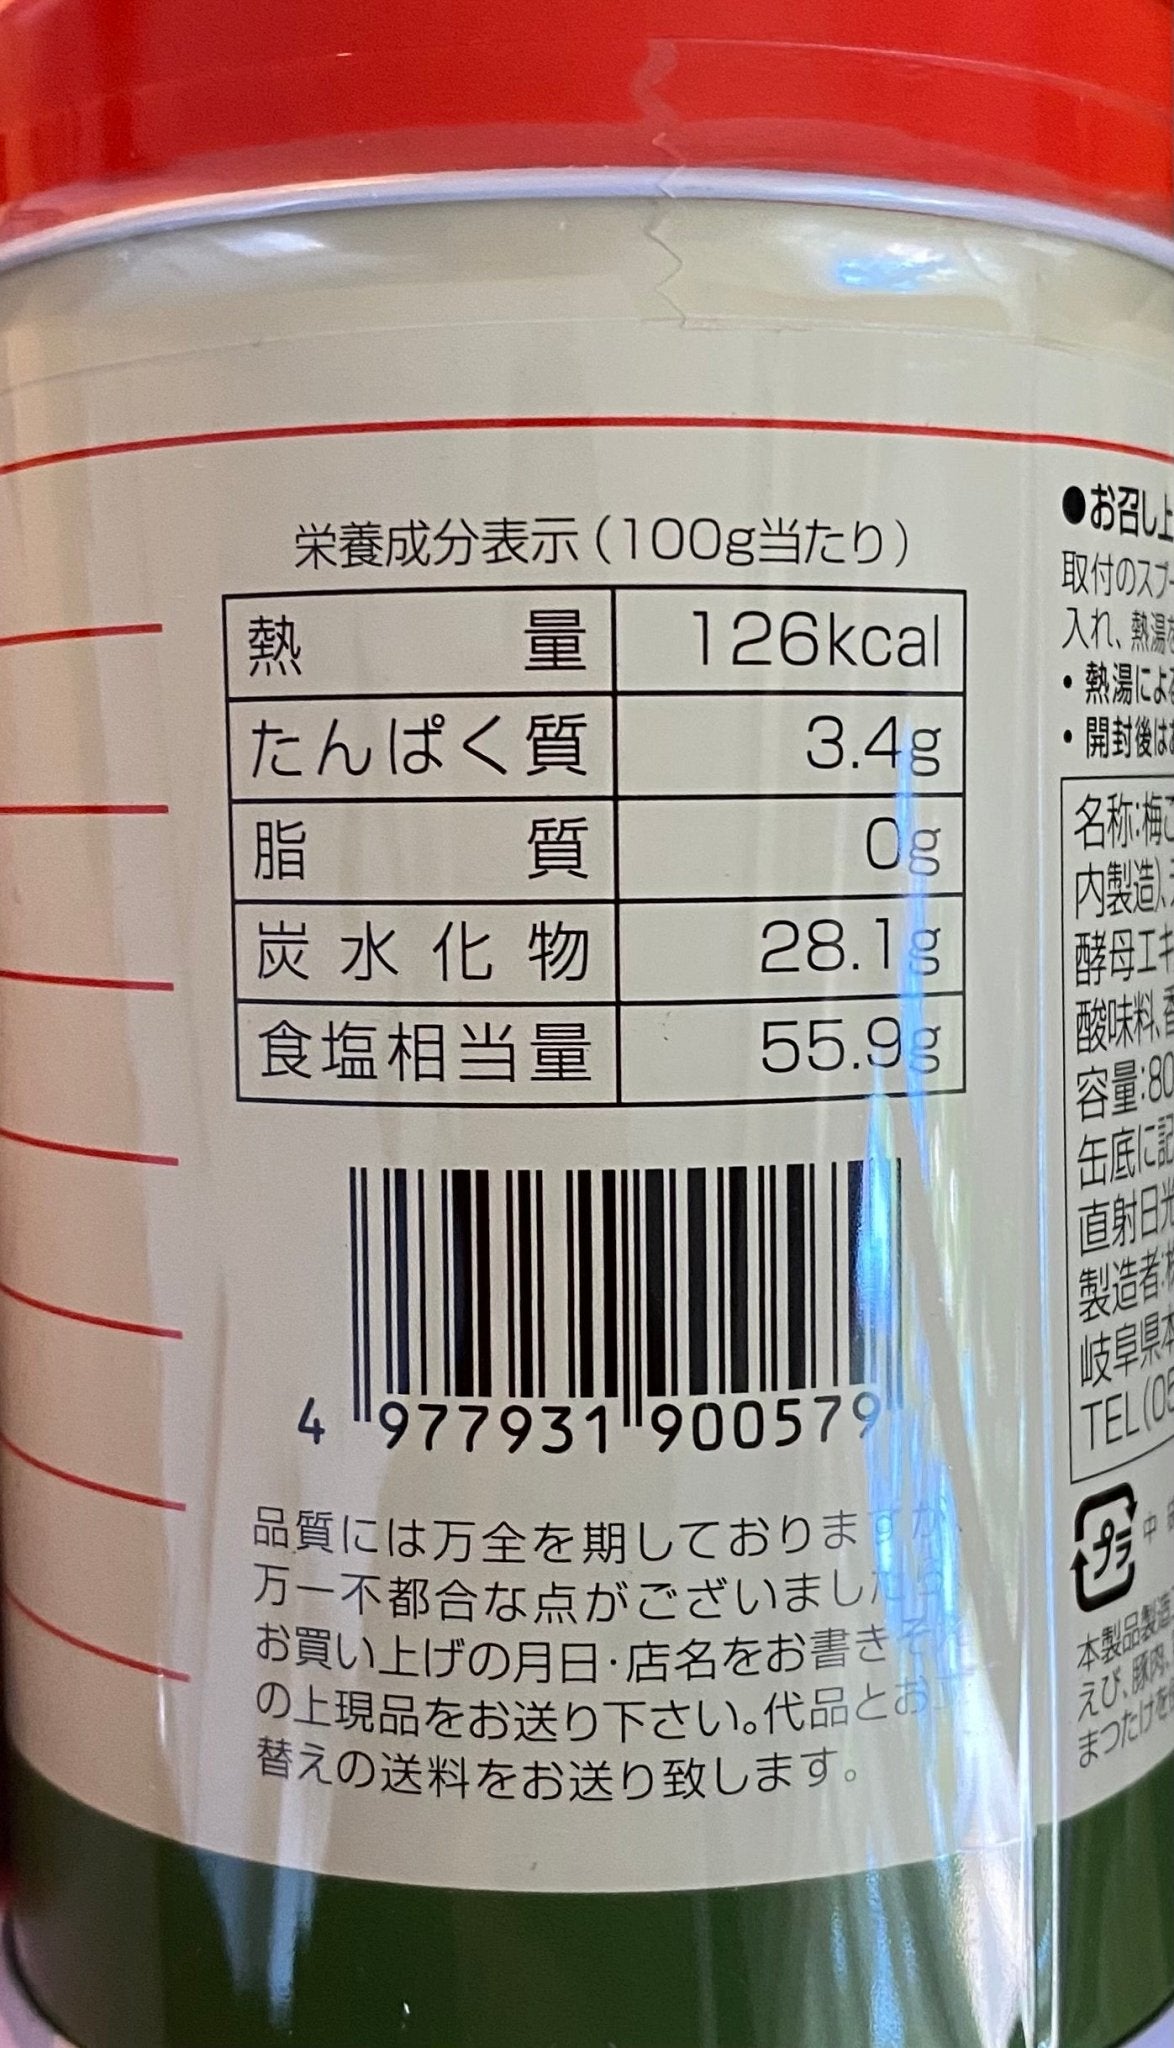 栄養成分表示(100g当たり)
熱量 126kcal
たんぱく質 3.4g
脂質 0g
炭水化物 28.1g
食塩相当量 55.9g
4 977931 900579
品質には万全を期しておりますが
万一不都合な点がございましたら
お買い上げの月日・店名をお書きそえ
の上現品をお送り下さい。代品とお立
替えの送料をお送り致します。
●お召し上
取付のスプー
入れ、熱湯を
・熱湯による
・開封後はお
名称:梅こ
内製造)、
酵母エキ
酸味料、香
容量:80
缶底に記
直射日光
製造者:株
岐阜県本
TEL(05
プラ 中
本製品製造
えび、豚肉、
まつたけを